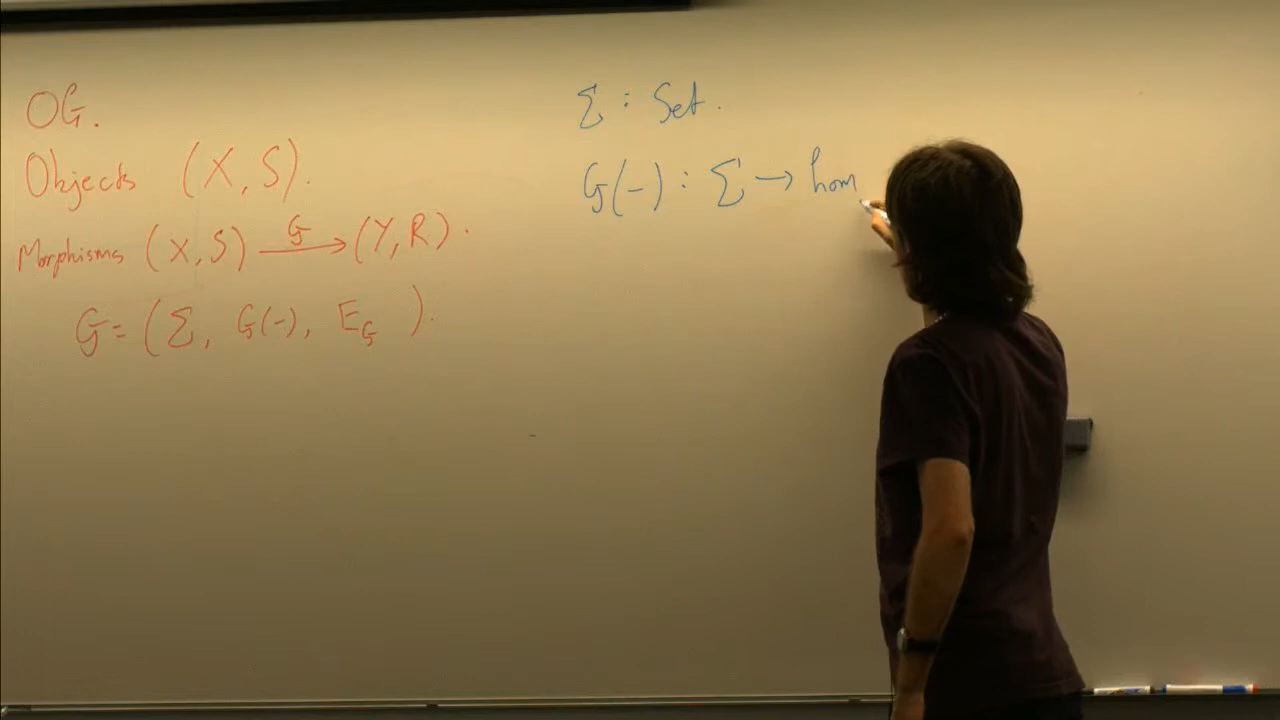 OG.
Objects (X, S).
Morphisms (X, S) —G→ (Y, R).
G = (Σ, G(-), E_G).
Σ : Set.
G(-) : Σ → hom